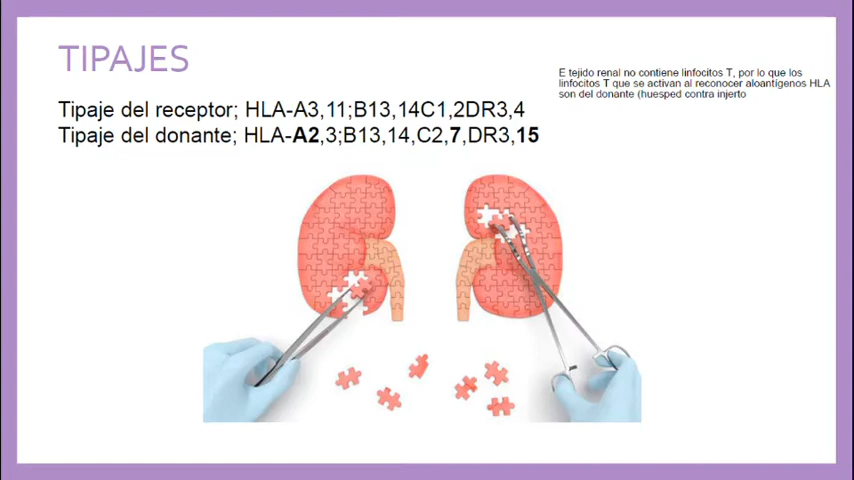 TIPAJES
E tejido renal no contiene linfocitos T, por lo que los
linfocitos T que se activan al reconocer aloantígenos HLA
son del donante (huesped contra injerto
Tipaje del receptor; HLA-A3,11;B13,14C1,2DR3,4
Tipaje del donante; HLA-A2,3;B13,14,C2,7,DR3,15